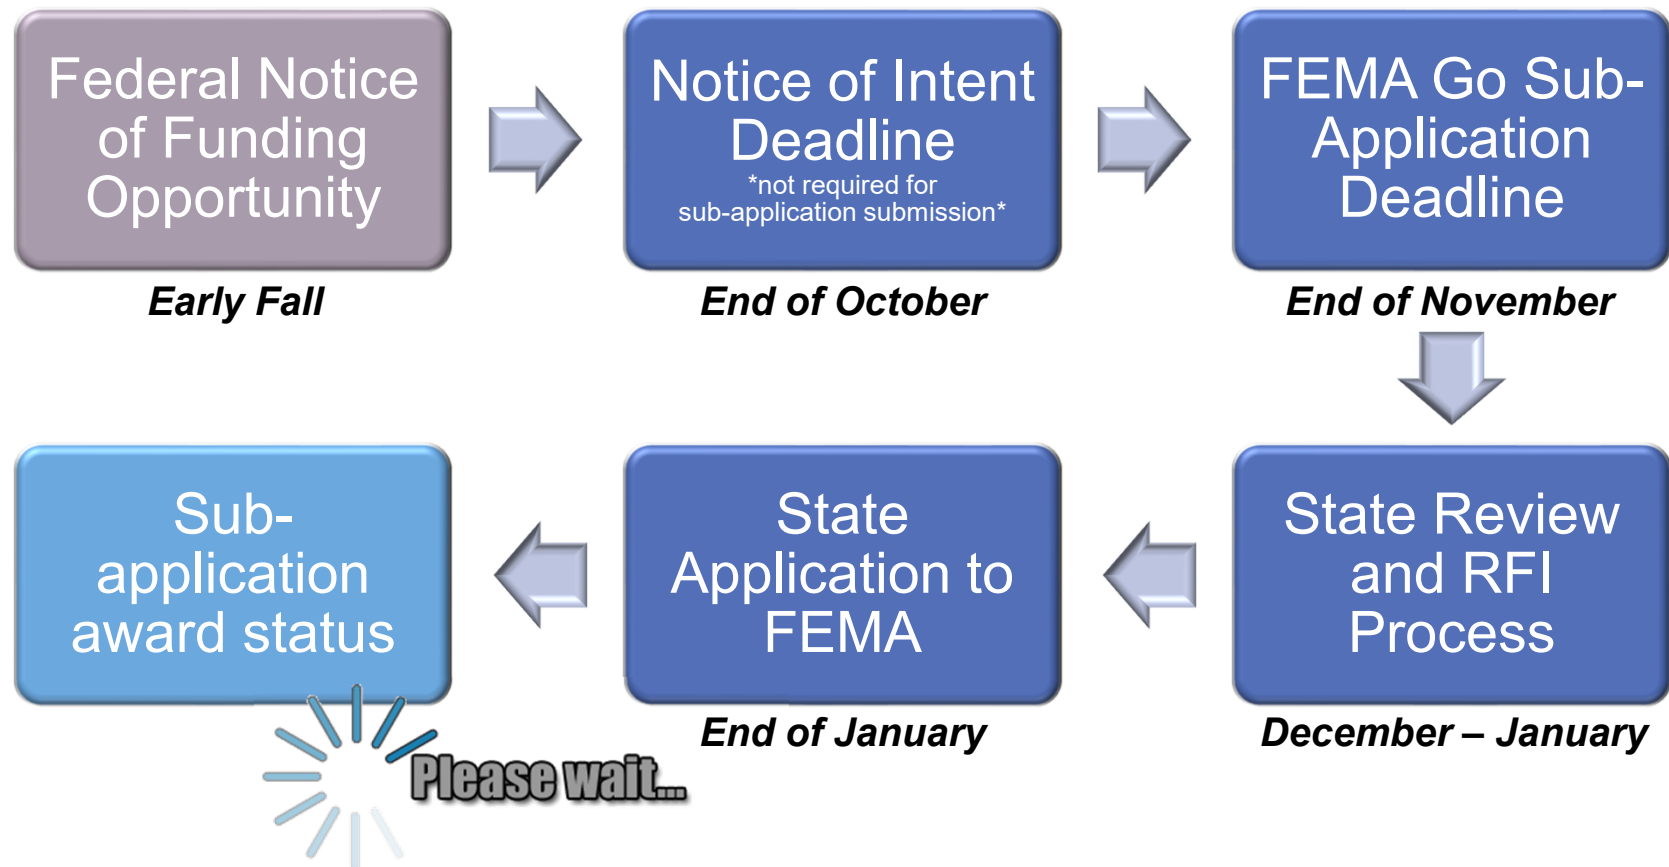 Federal Notice
of Funding
Opportunity
Early Fall
Notice of Intent
Deadline
*not required for
sub-application submission*
End of October
FEMA Go Sub-
Application
Deadline
End of November
State Review
and RFI
Process
December – January
State
Application to
FEMA
End of January
Sub-
application
award status
Please wait...